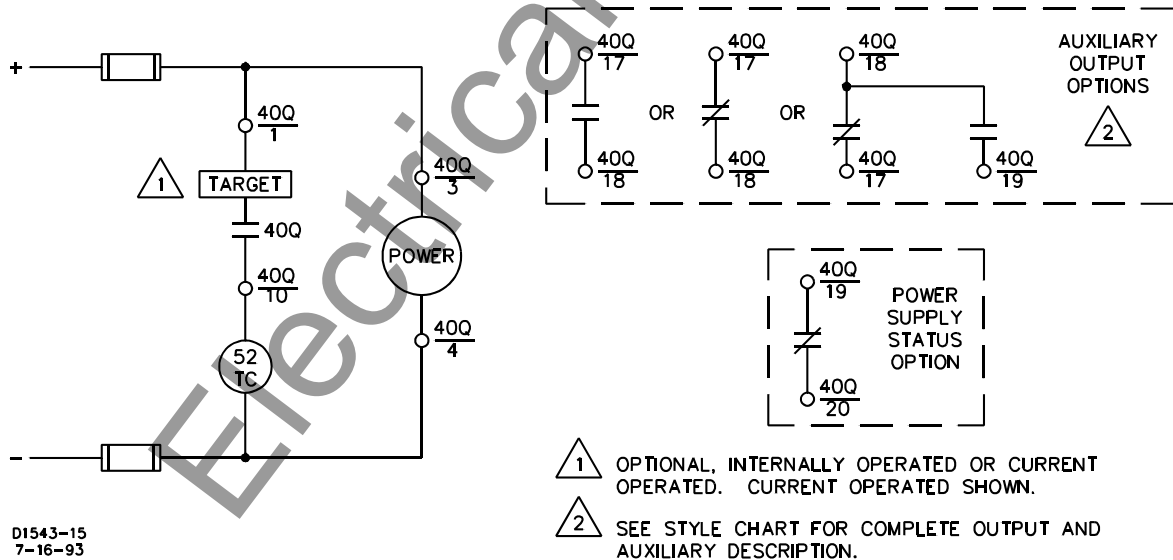 +
40Q
1
1
TARGET
40Q
40Q
10
52
TC
-
40Q
3
POWER
40Q
4
40Q
17
40Q
18
OR
40Q
17
40Q
18
OR
40Q
18
40Q
17
40Q
19
AUXILIARY
OUTPUT
OPTIONS
2
40Q
19
40Q
20
POWER
SUPPLY
STATUS
OPTION
1 OPTIONAL, INTERNALLY OPERATED OR CURRENT
OPERATED. CURRENT OPERATED SHOWN.
2 SEE STYLE CHART FOR COMPLETE OUTPUT AND
AUXILIARY DESCRIPTION.
D1543-15
7-16-93
Electrical